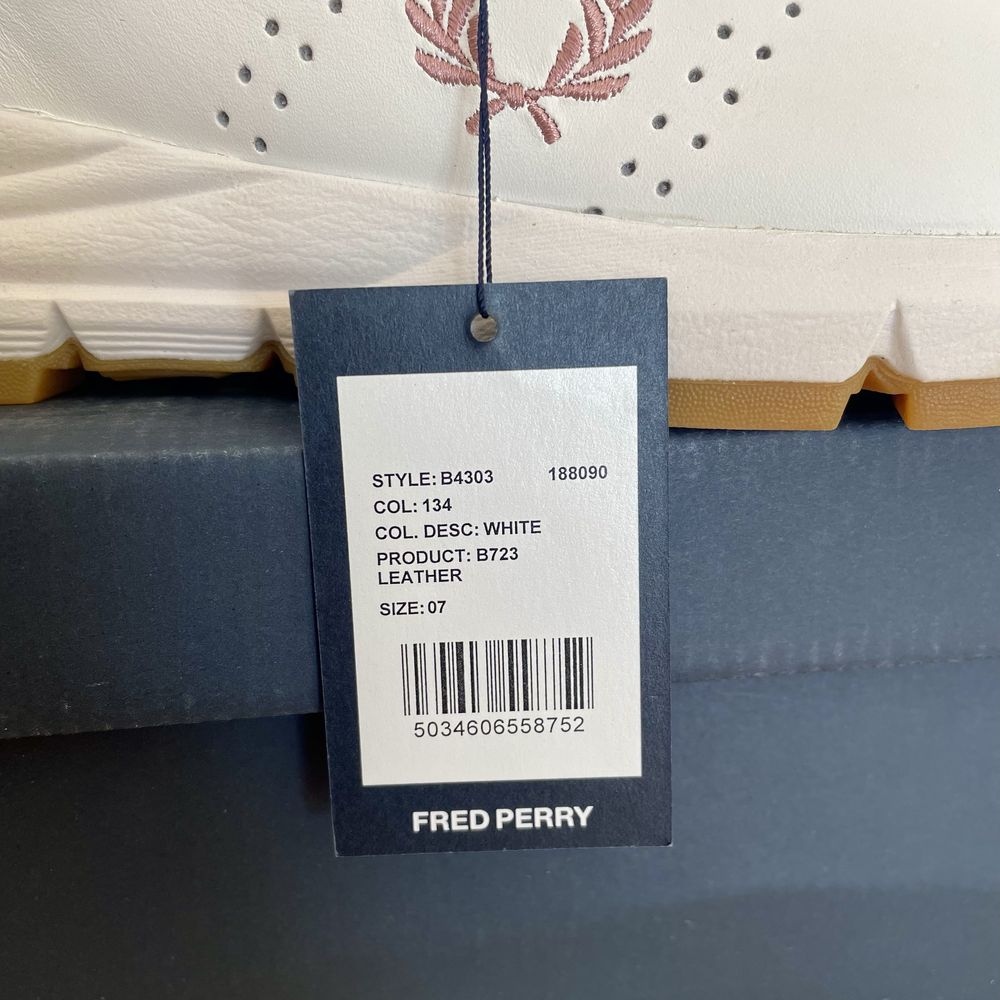 STYLE: B4303 188090
COL: 134
COL. DESC: WHITE
PRODUCT: B723
LEATHER
SIZE: 07
5034606558752
FRED PERRY